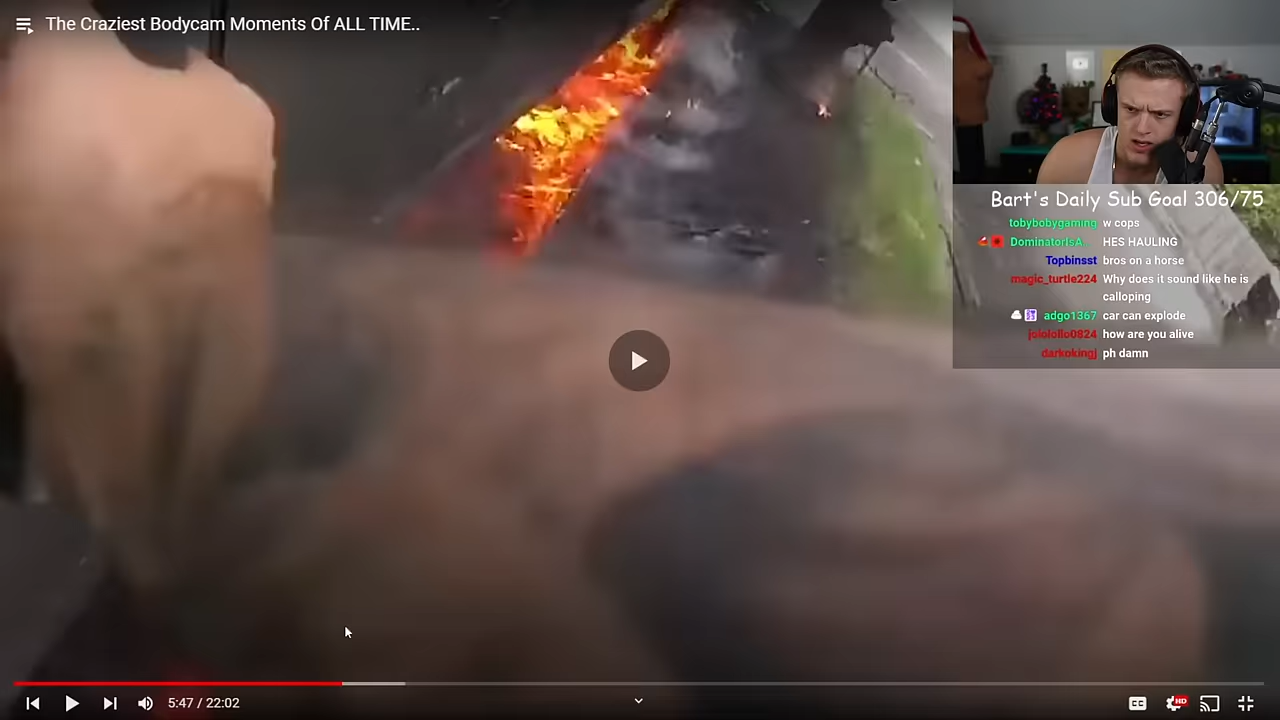 The Craziest Bodycam Moments Of ALL TIME..
Bart's Daily Sub Goal 306/75
tobybobygaming w cops
DominatorIsA... HES HAULING
Topbinsst bros on a horse
magic_turtle224 Why does it sound like he is
calloping
adgo1367 car can explode
jololollo0824 how are you alive
darkokingj ph damn
5:47 / 22:02
CC
HD